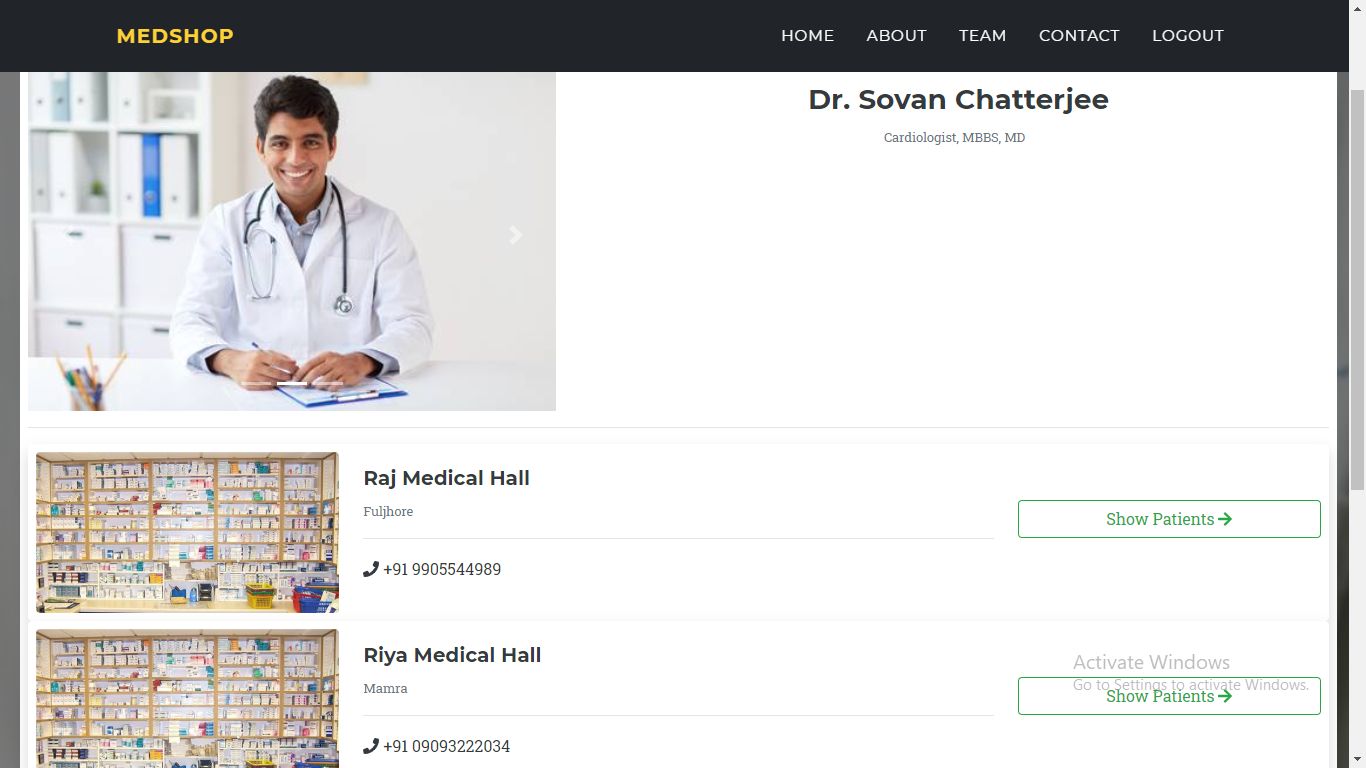 MEDSHOP HOME ABOUT TEAM CONTACT LOGOUT
Dr. Sovan Chatterjee
Cardiologist, MBBS, MD
Raj Medical Hall
Fuljhore
Show Patients
+91 9905544989
Riya Medical Hall
Mamra
Activate Windows
Go to Settings to activate Windows.
Show Patients
+91 09093222034